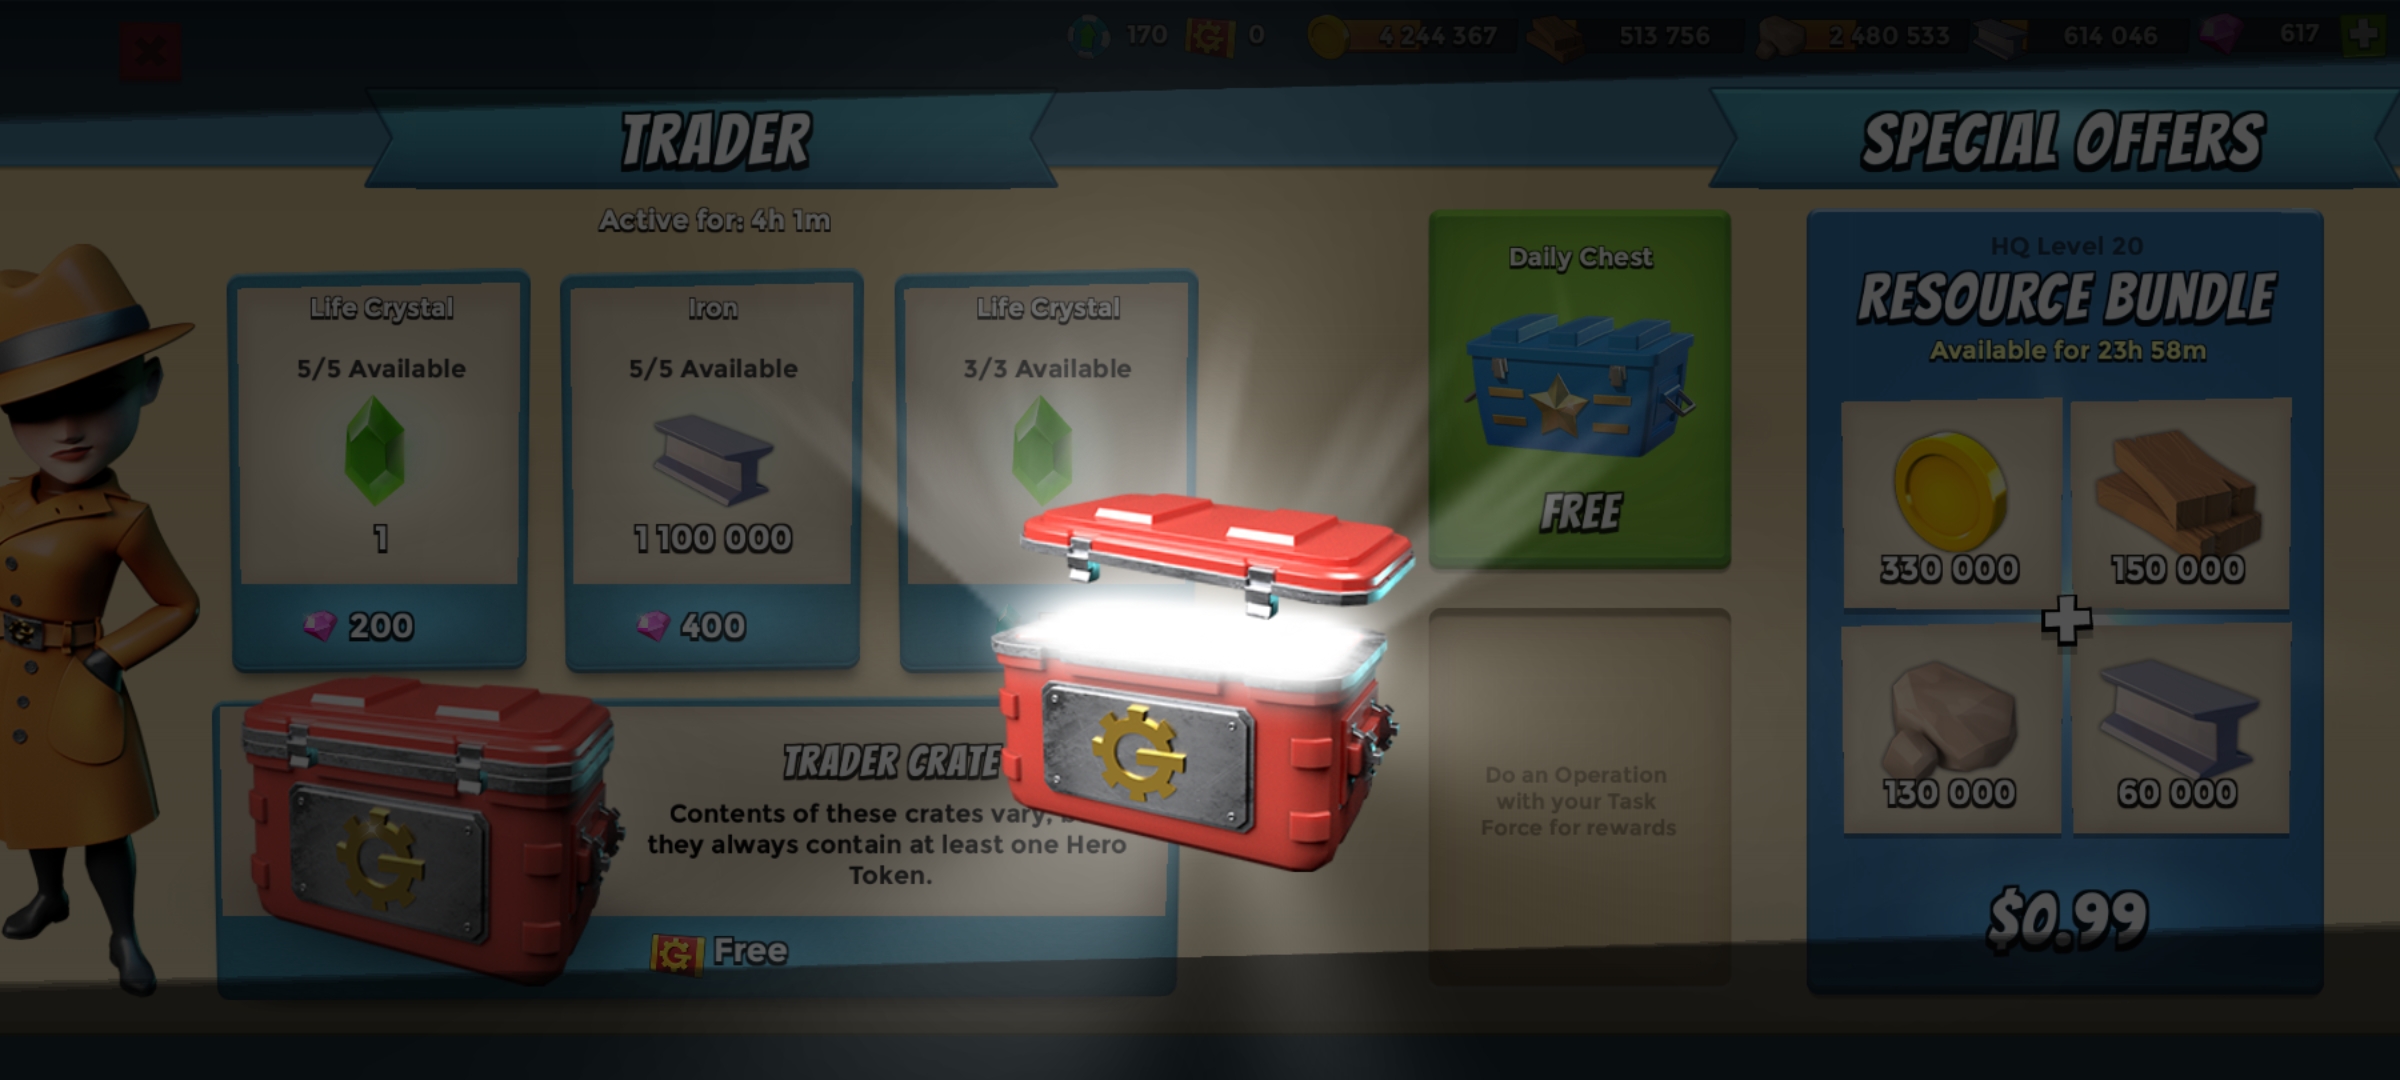 170 0 4 244 367 513 756 2 480 533 614 046 617
TRADER
SPECIAL OFFERS
Active for: 4h 1m
Life Crystal
5/5 Available
1
200
Iron
5/5 Available
1 100 000
400
Life Crystal
3/3 Available
TRADER CRATE
Contents of these crates vary,
they always contain at least one Hero
Token.
Free
Daily Chest
FREE
Do an Operation
with your Task
Force for rewards
HQ Level 20
RESOURCE BUNDLE
Available for 23h 58m
330 000
150 000
130 000
60 000
$0.99